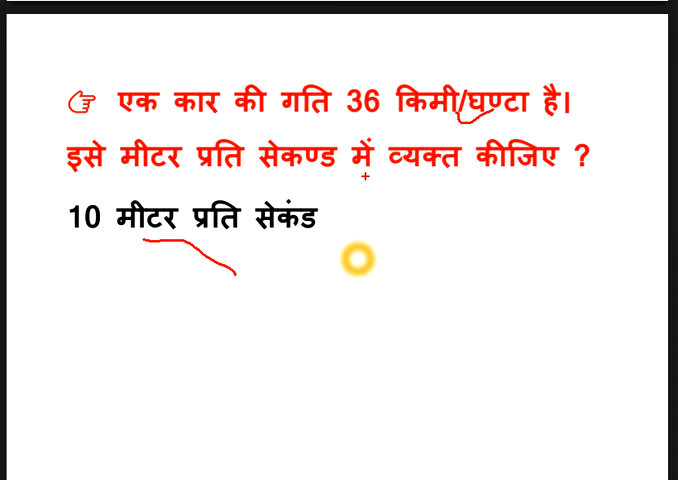 ☞ एक कार की गति 36 किमी/घण्टा है।
इसे मीटर प्रति सेकण्ड में व्यक्त कीजिए ?
10 मीटर प्रति सेकंड